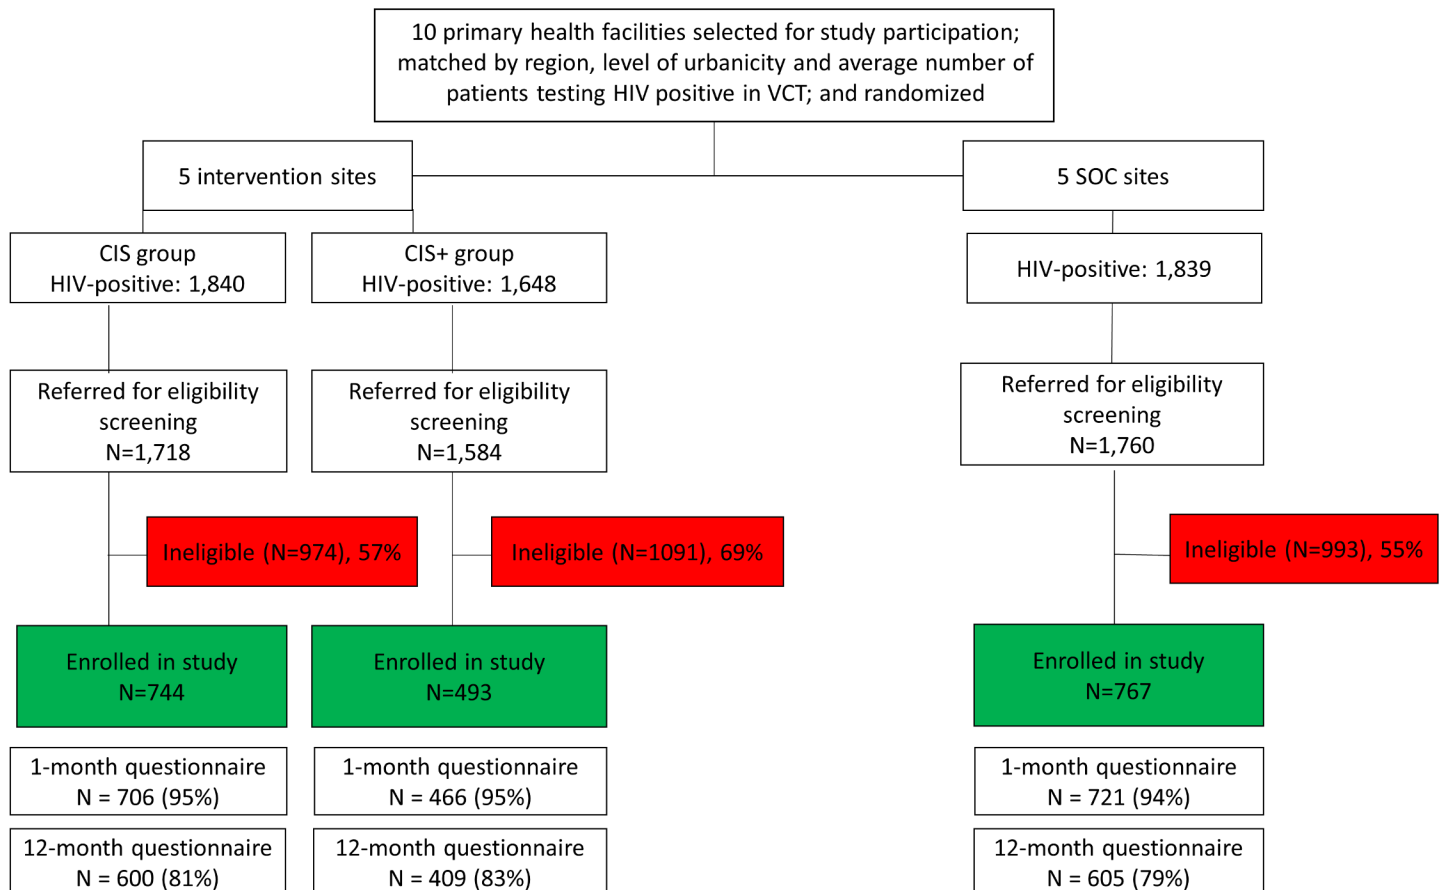 10 primary health facilities selected for study participation;
matched by region, level of urbanicity and average number of
patients testing HIV positive in VCT; and randomized
5 intervention sites
5 SOC sites
CIS group
HIV-positive: 1,840
CIS+ group
HIV-positive: 1,648
HIV-positive: 1,839
Referred for eligibility
screening
N=1,718
Referred for eligibility
screening
N=1,584
Referred for eligibility
screening
N=1,760
Ineligible (N=974), 57%
Ineligible (N=1091), 69%
Ineligible (N=993), 55%
Enrolled in study
N=744
Enrolled in study
N=493
Enrolled in study
N=767
1-month questionnaire
N = 706 (95%)
1-month questionnaire
N = 466 (95%)
1-month questionnaire
N = 721 (94%)
12-month questionnaire
N = 600 (81%)
12-month questionnaire
N = 409 (83%)
12-month questionnaire
N = 605 (79%)